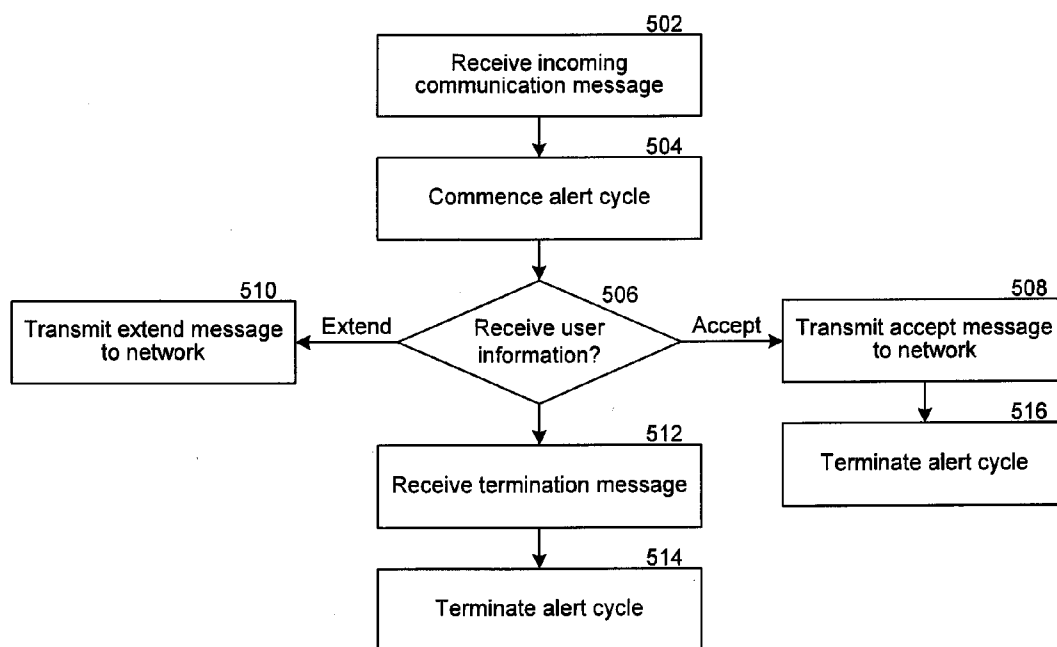 502
Receive incoming
communication message
504
Commence alert cycle
510
Transmit extend message
to network
Extend
506
Receive user
information?
Accept
508
Transmit accept message
to network
516
Terminate alert cycle
512
Receive termination message
514
Terminate alert cycle